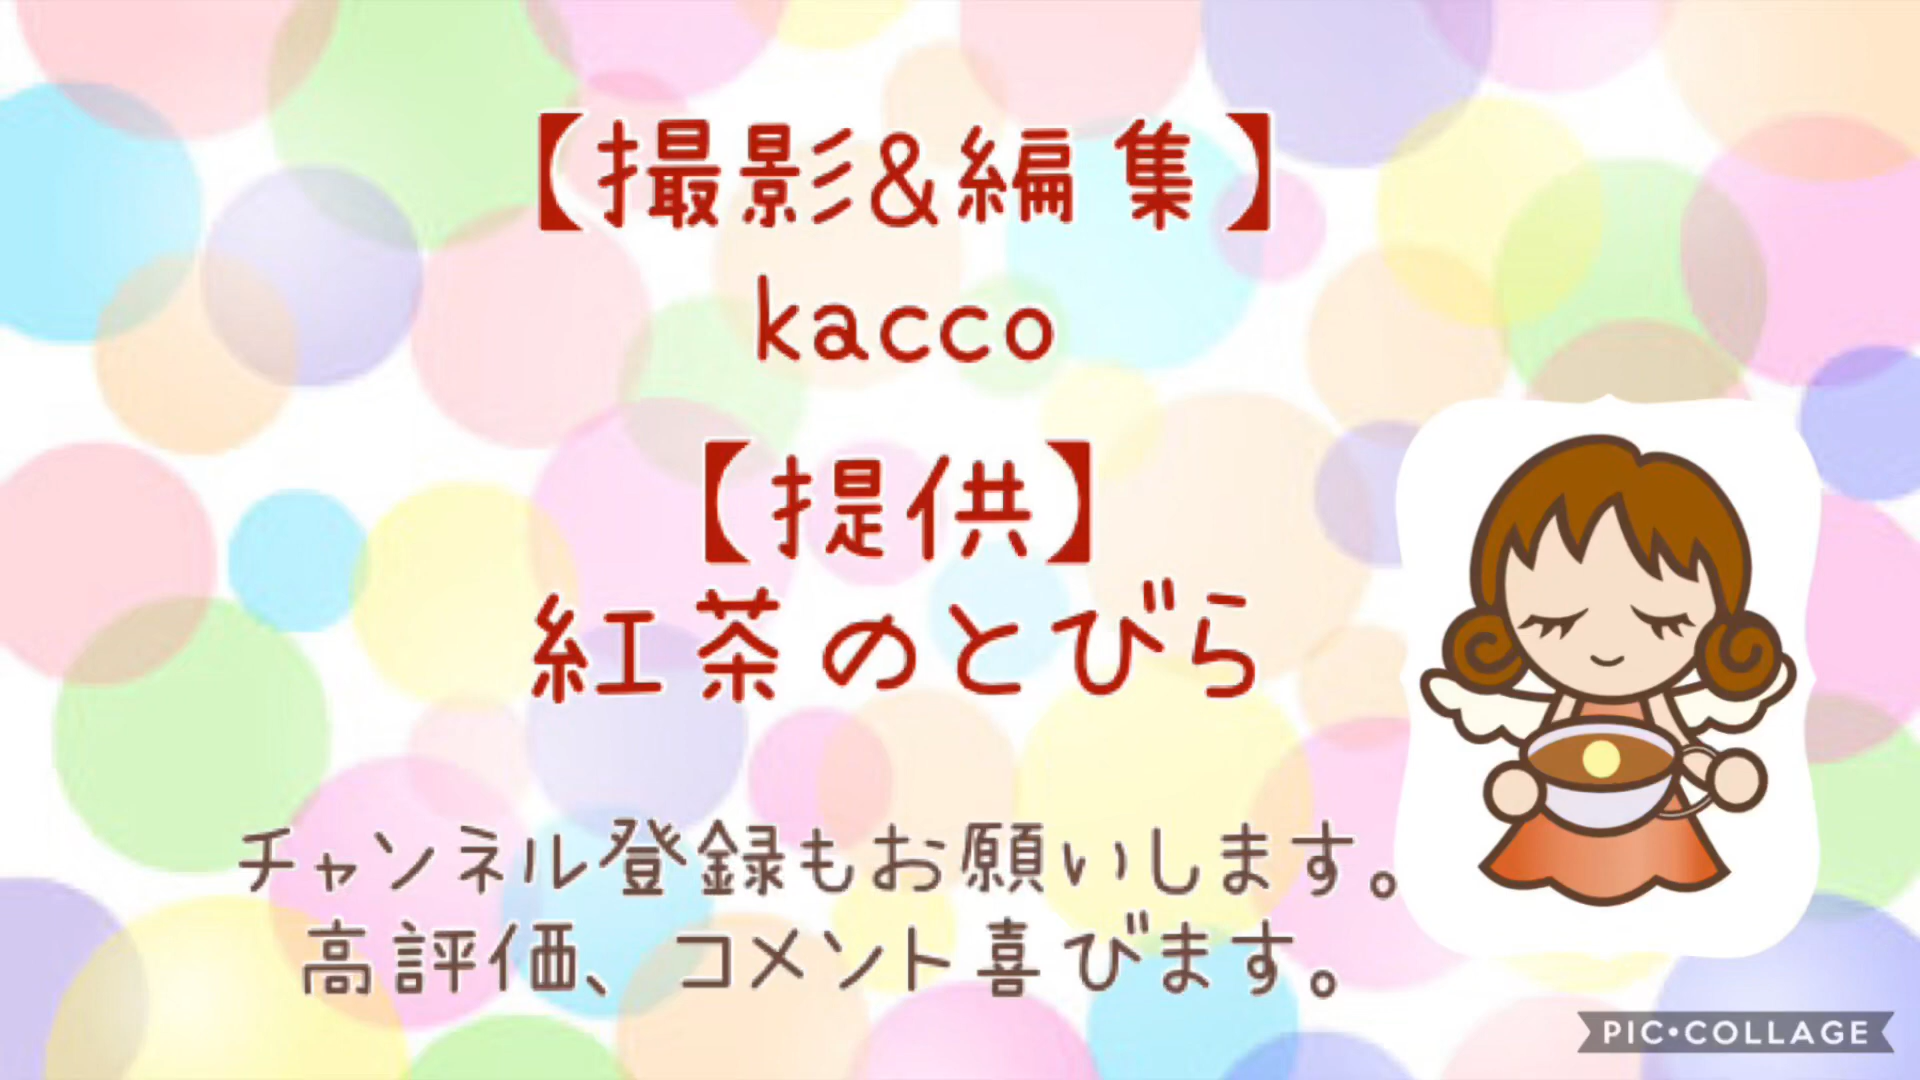 【撮影&編集】
kacco
【提供】
紅茶のとびら
チャンネル登録もお願いします。
高評価、コメント喜びます。
PIC•COLLAGE